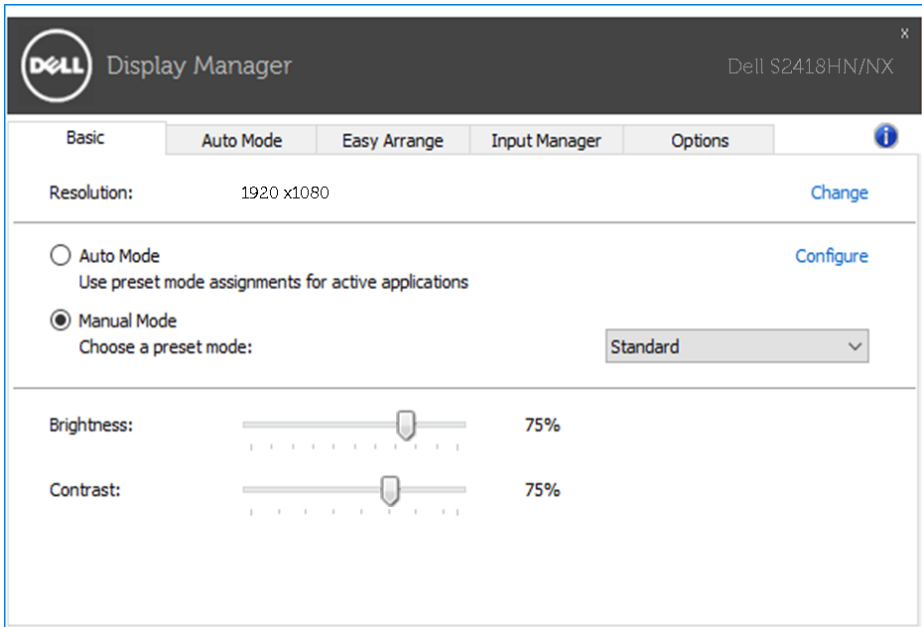 x
DELL Display Manager Dell S2418HN/NX
Basic Auto Mode Easy Arrange Input Manager Options i
Resolution: 1920 x1080 Change
Auto Mode Configure
Use preset mode assignments for active applications
Manual Mode
Choose a preset mode: Standard
Brightness: 75%
Contrast: 75%